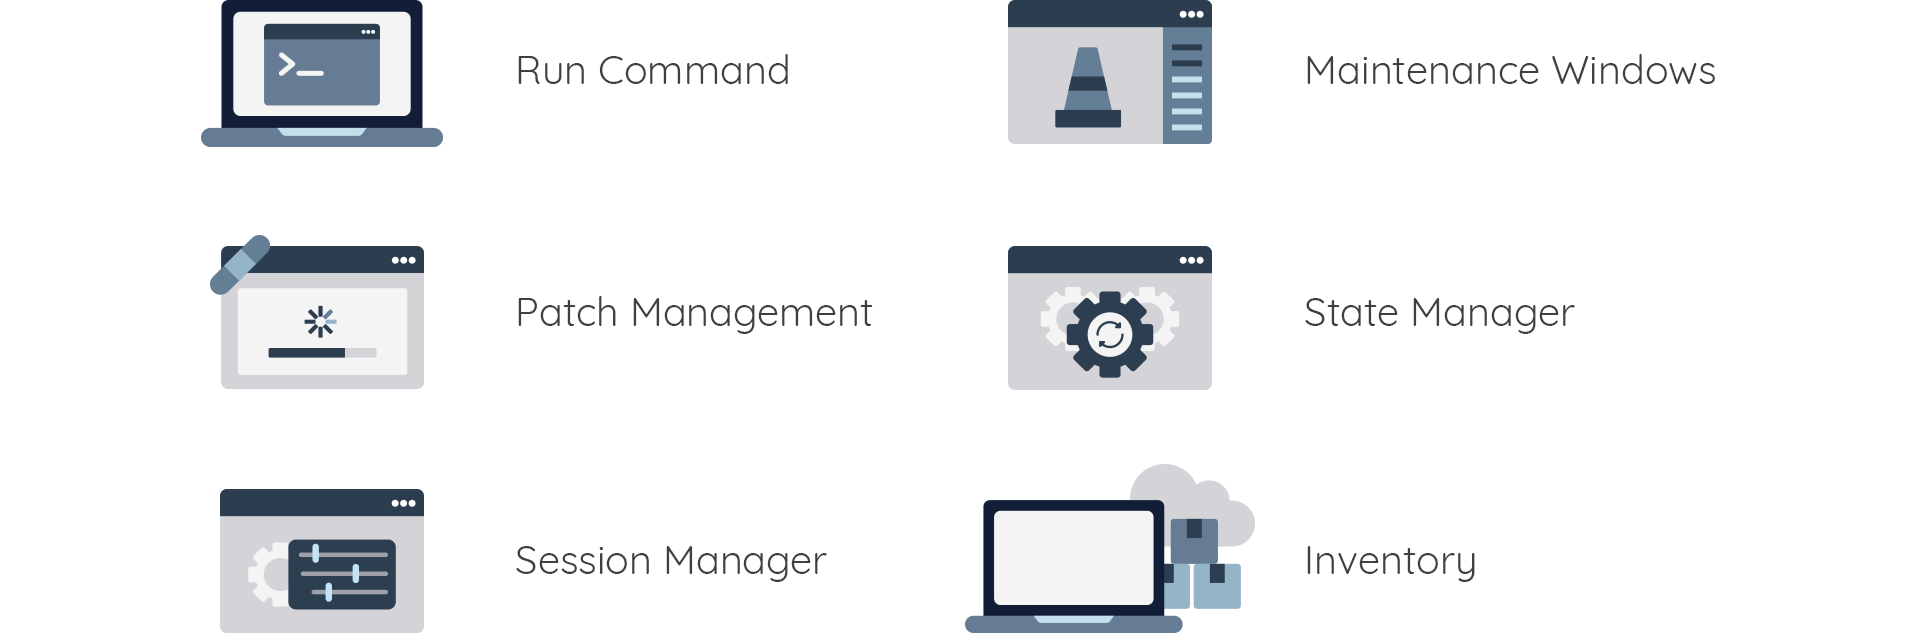 Run Command
Maintenance Windows
Patch Management
State Manager
Session Manager
Inventory